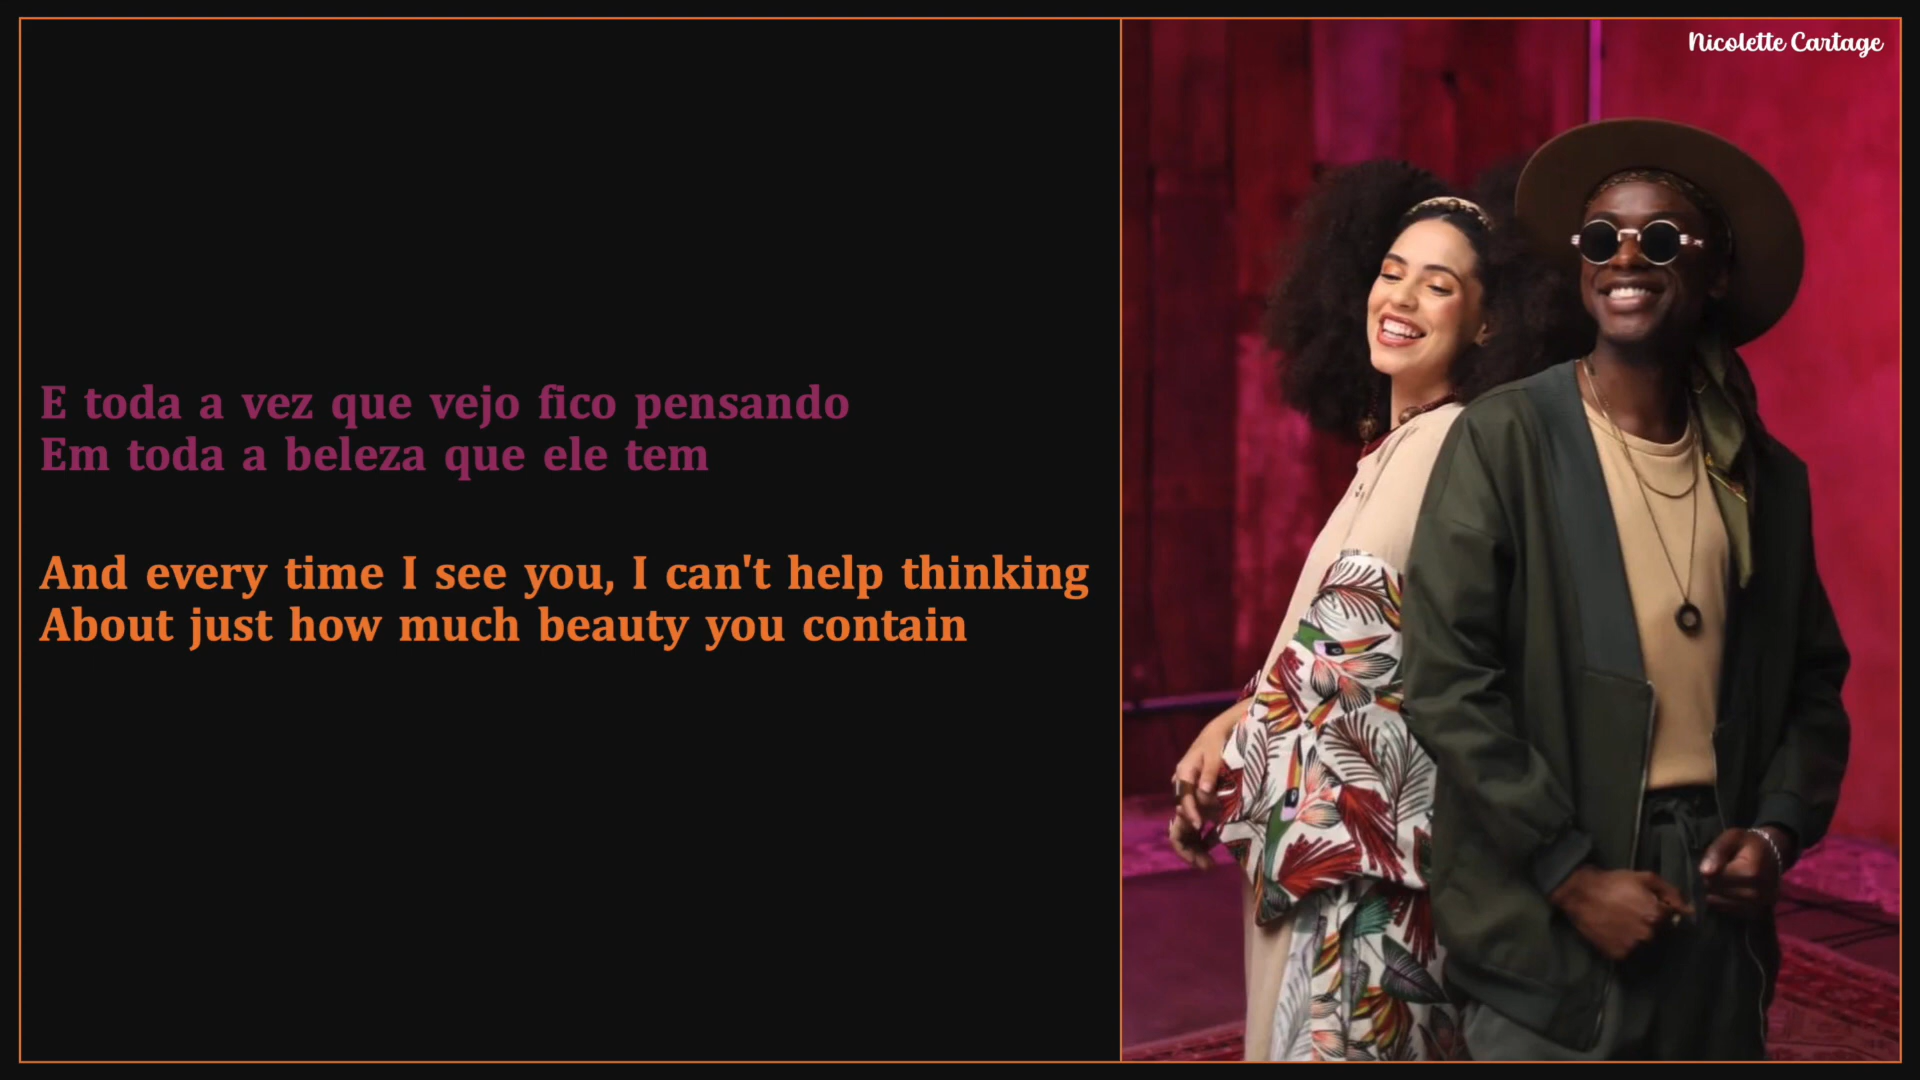 Nicolette Cartage
E toda a vez que vejo fico pensando
Em toda a beleza que ele tem
And every time I see you, I can't help thinking
About just how much beauty you contain